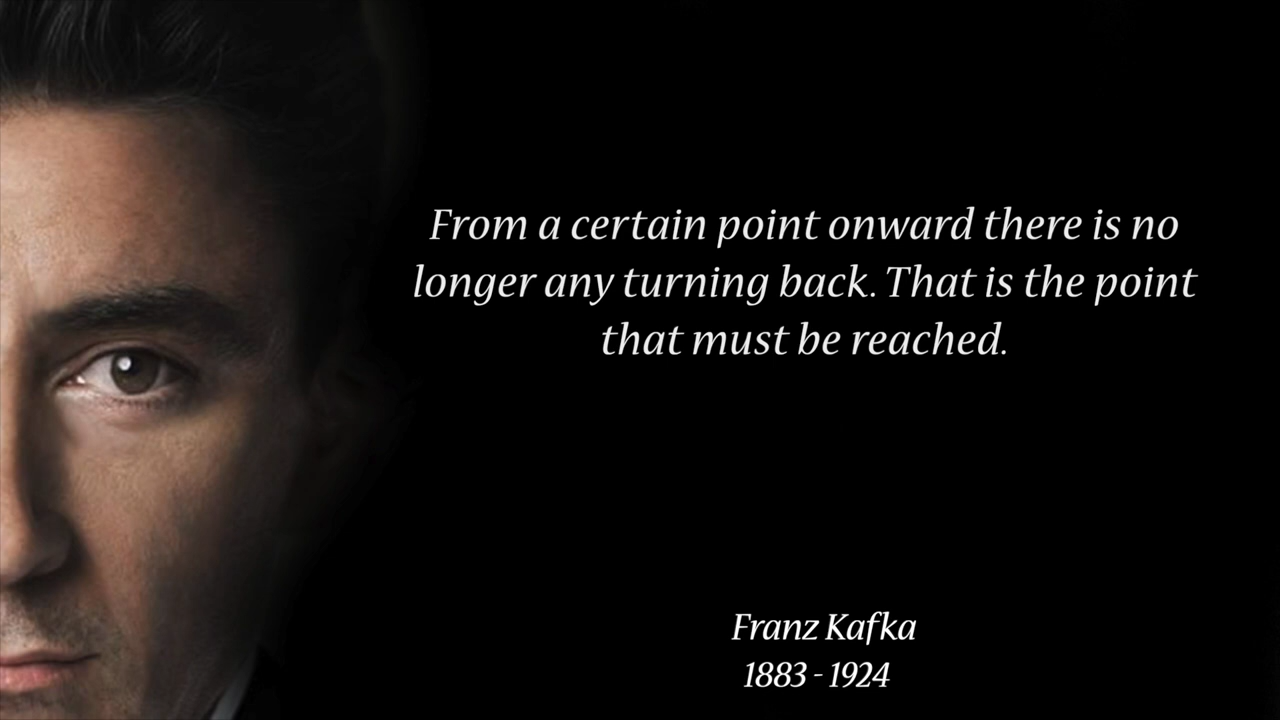 From a certain point onward there is no
longer any turning back. That is the point
that must be reached.
Franz Kafka
1883 - 1924